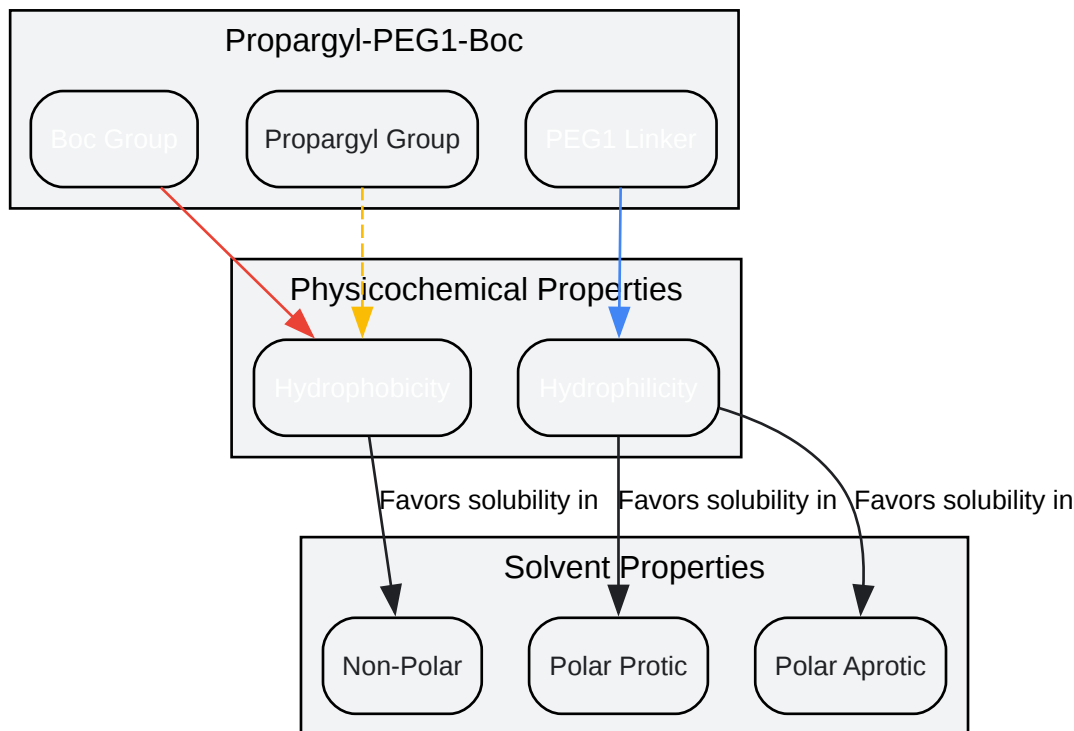 Propargyl-PEG1-Boc
Boc Group
Propargyl Group
PEG1 Linker
Physicochemical Properties
Hydrophobicity
Hydrophilicity
Favors solubility in
Favors solubility in
Favors solubility in
Solvent Properties
Non-Polar
Polar Protic
Polar Aprotic